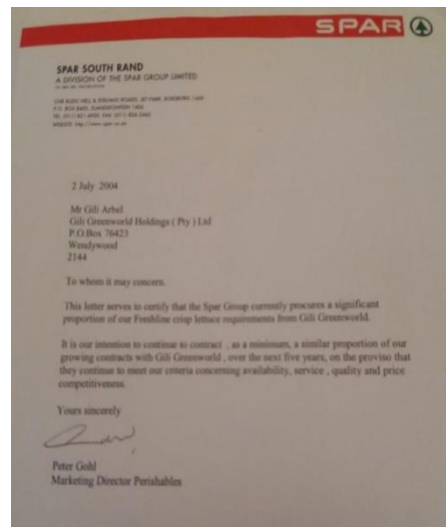 SPAR
SPAR SOUTH RAND
A DIVISION OF THE SPAR GROUP LIMITED
2 July 2004
Mr Gili Arbel
Gili Greenworld Holdings ( Pty ) Ltd
P O Box 76423
Wendywood
2144
To whom it may concern.
This letter serves to certify that the Spar Group currently procures a significant
proportion of our Freshline crisp lettuce requirements from Gili Greenworld.
It is our intention to continue to contract , as a minimum, a similar proportion of our
growing contracts with Gili Greenworld , over the next five years, on the proviso that
they continue to meet our criteria concerning availability, service , quality and price
competitiveness.
Yours sincerely
Peter Gohl
Marketing Director Perishables